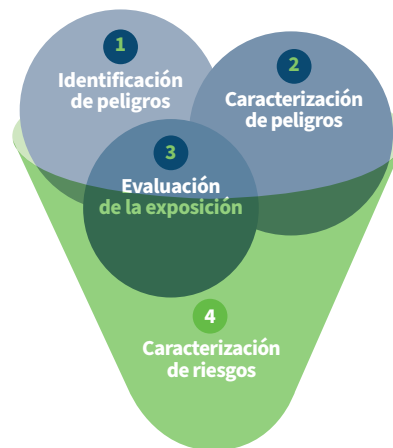 1
Identificación
de peligros
2
Caracterización
de peligros
3
Evaluación
de la exposición
4
Caracterización
de riesgos